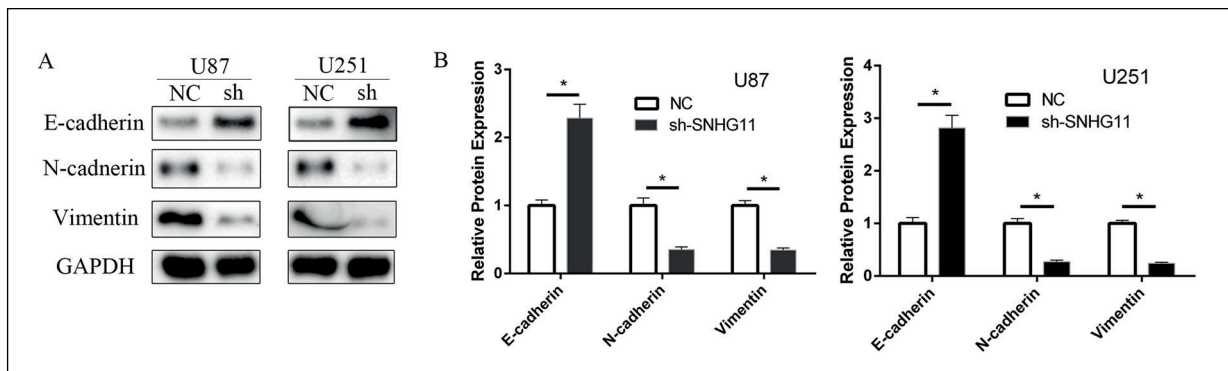 A
U87
U251
NC sh
NC sh
E-cadherin
N-cadnerin
Vimentin
GAPDH
B
Relative Protein Expression
3
2
1
0
*
*
*
U87
NC
sh-SNHG11
E-cadherin
N-cadherin
Vimentin
Relative Protein Expression
4
3
2
1
0
*
*
*
U251
NC
sh-SNHG11
E-cadherin
N-cadherin
Vimentin